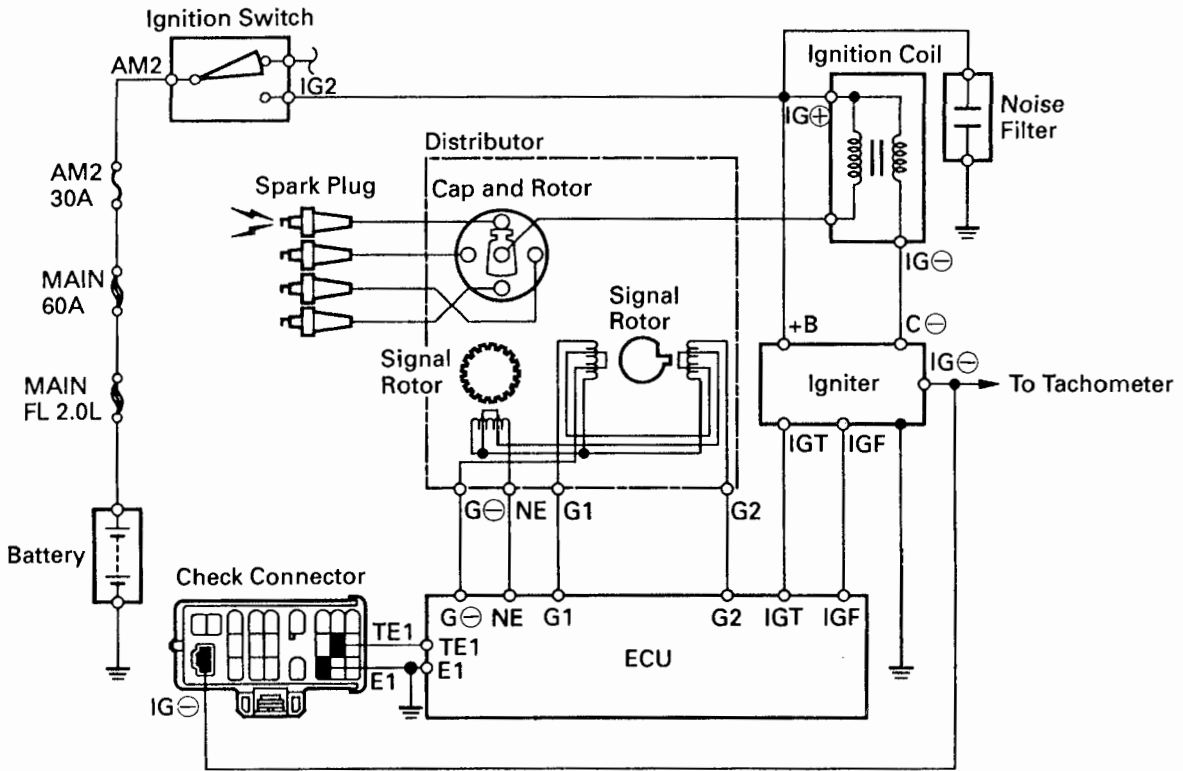 Ignition Switch
AM2
IG2
Ignition Coil
IG⊕
Noise
Filter
Distributor
AM2
30A
Spark Plug
Cap and Rotor
IG⊖
MAIN
60A
Signal
Rotor
+B
C⊖
Signal
Rotor
IG⊖
Igniter
To Tachometer
MAIN
FL 2.0L
IGT
IGF
G⊖
NE
G1
G2
Battery
Check Connector
G⊖
NE
G1
G2
IGT
IGF
TE1
TE1
ECU
E1
E1
IG⊖